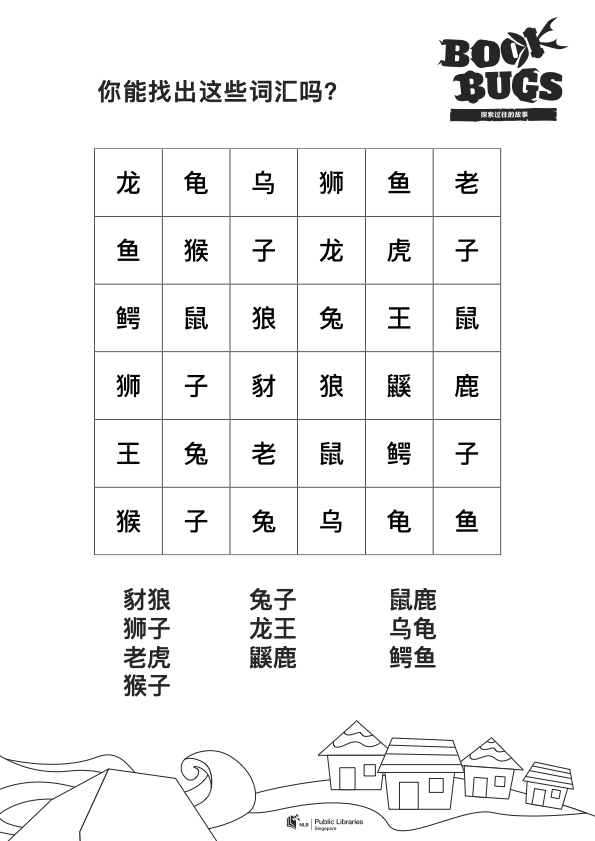 BOOK
BUGS
探索过往的故事
你能找出这些词汇吗?
龙 龟 乌 狮 鱼 老
鱼 猴 子 龙 虎 子
鳄 鼠 狼 兔 王 鼠
狮 子 豺 狼 鼷 鹿
王 兔 老 鼠 鳄 子
猴 子 兔 乌 龟 鱼
豺狼 兔子 鼠鹿
狮子 龙王 乌龟
老虎 鼷鹿 鳄鱼
猴子
NLB Public Libraries
Singapore